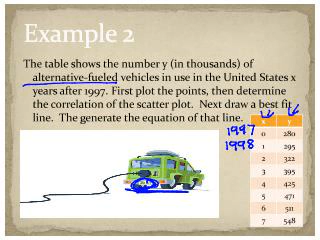 Example 2
The table shows the number y (in thousands) of
alternative-fueled vehicles in use in the United States x
years after 1997. First plot the points, then determine
the correlation of the scatter plot. Next draw a best fit
line. The generate the equation of that line.
x y
1997 0 280
1998 1 295
2 322
3 395
4 425
5 471
6 511
7 548